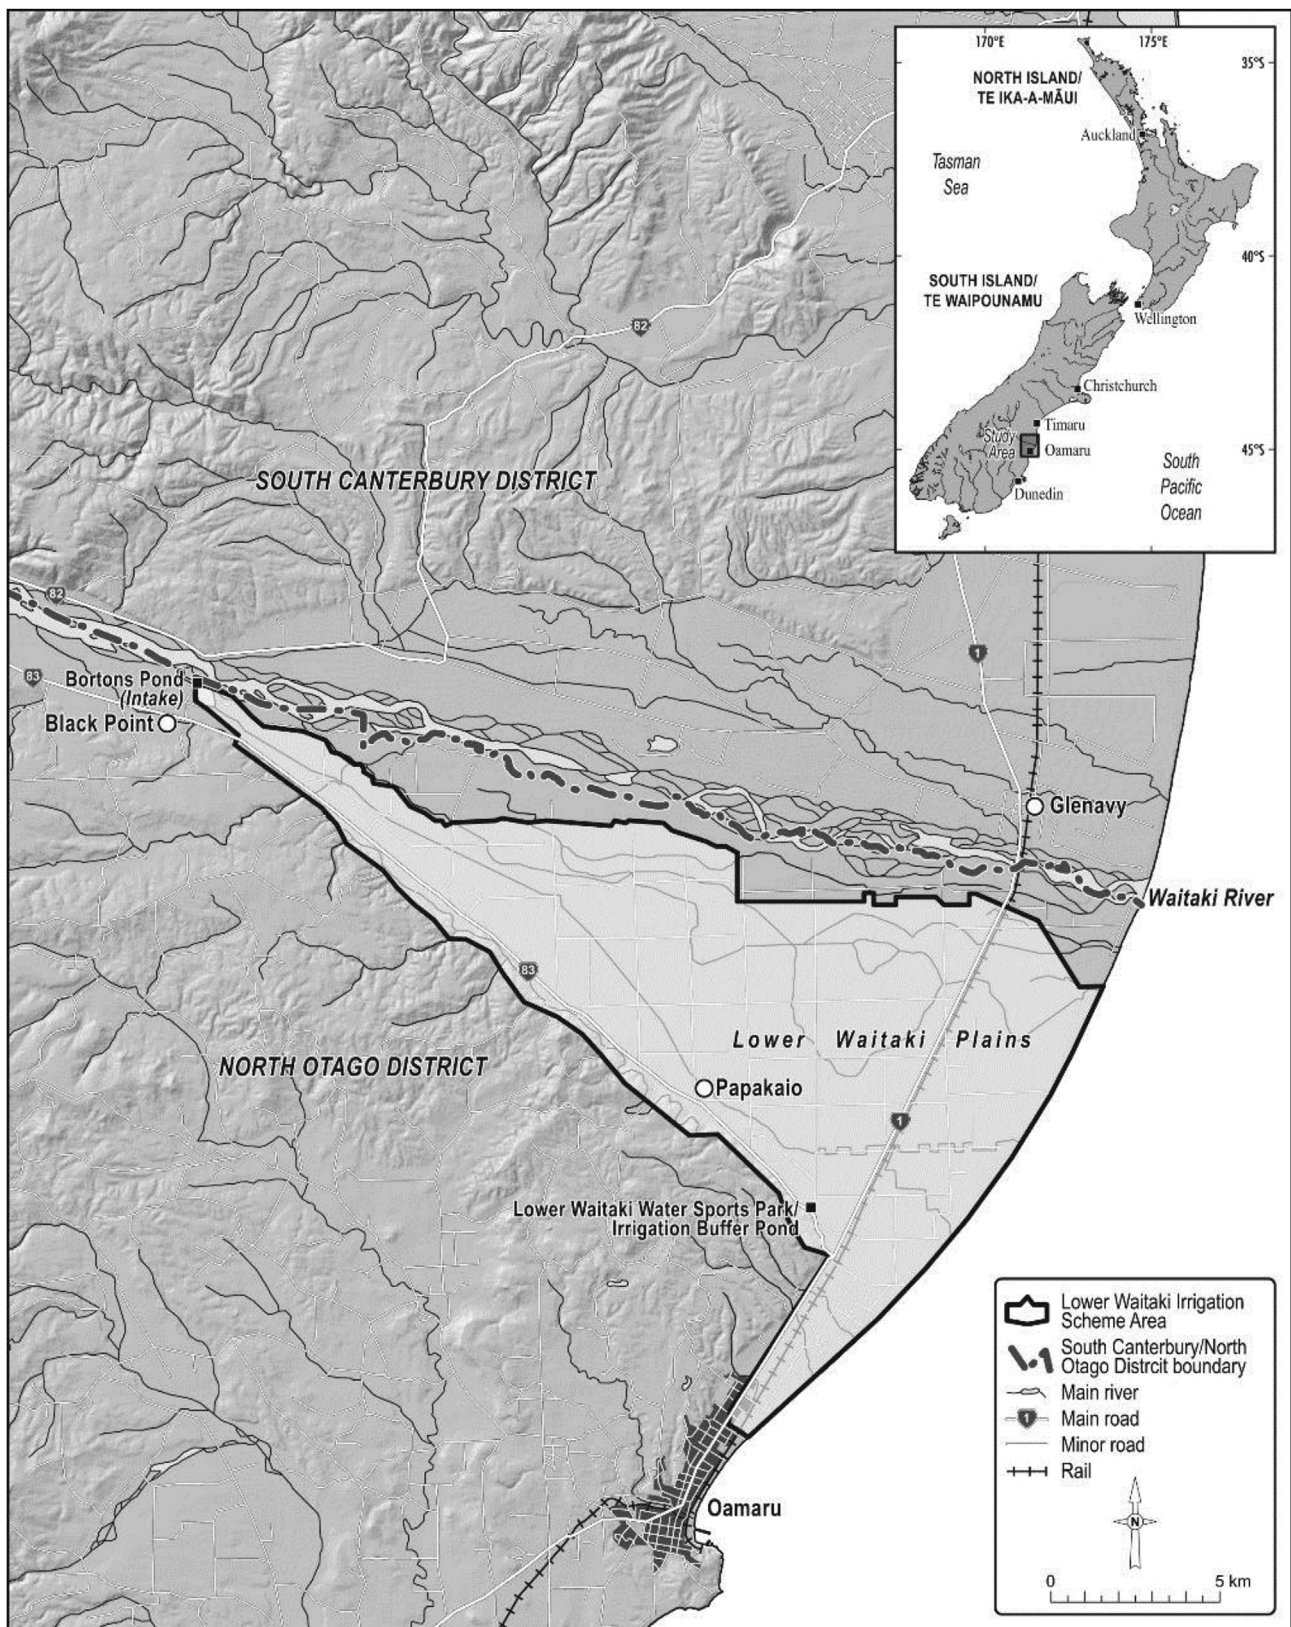 170°E
175°E
35°S
NORTH ISLAND/
TE IKA-A-MĀUI
Auckland
Tasman
Sea
40°S
SOUTH ISLAND/
TE WAIPOUNAMU
Wellington
Christchurch
Timaru
Study
Area
Oamaru
45°S
South
Pacific
Ocean
Dunedin
82
SOUTH CANTERBURY DISTRICT
82
1
83
Bortons Pond
(Intake)
Black Point
Glenavy
Waitaki River
83
Lower Waitaki Plains
NORTH OTAGO DISTRICT
Papakaio
1
Lower Waitaki Water Sports Park/
Irrigation Buffer Pond
Oamaru
Lower Waitaki Irrigation
Scheme Area
South Canterbury/North
Otago Distrcit boundary
Main river
1
Main road
Minor road
Rail
N
0
5 km